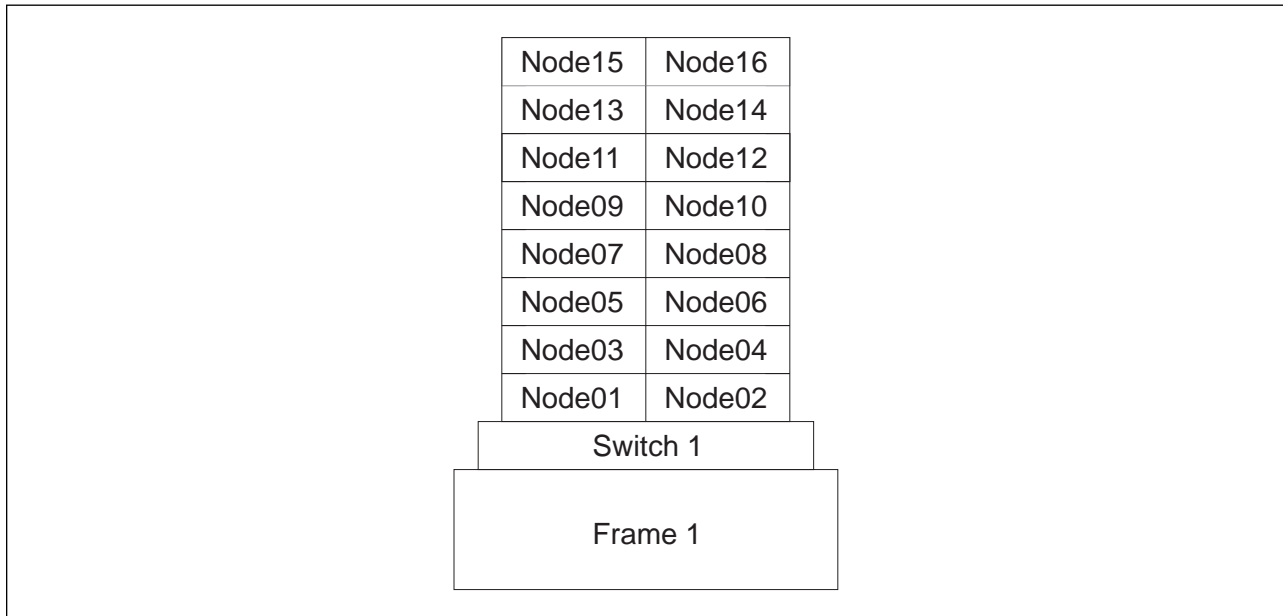 Node15 Node16
Node13 Node14
Node11 Node12
Node09 Node10
Node07 Node08
Node05 Node06
Node03 Node04
Node01 Node02
Switch 1
Frame 1